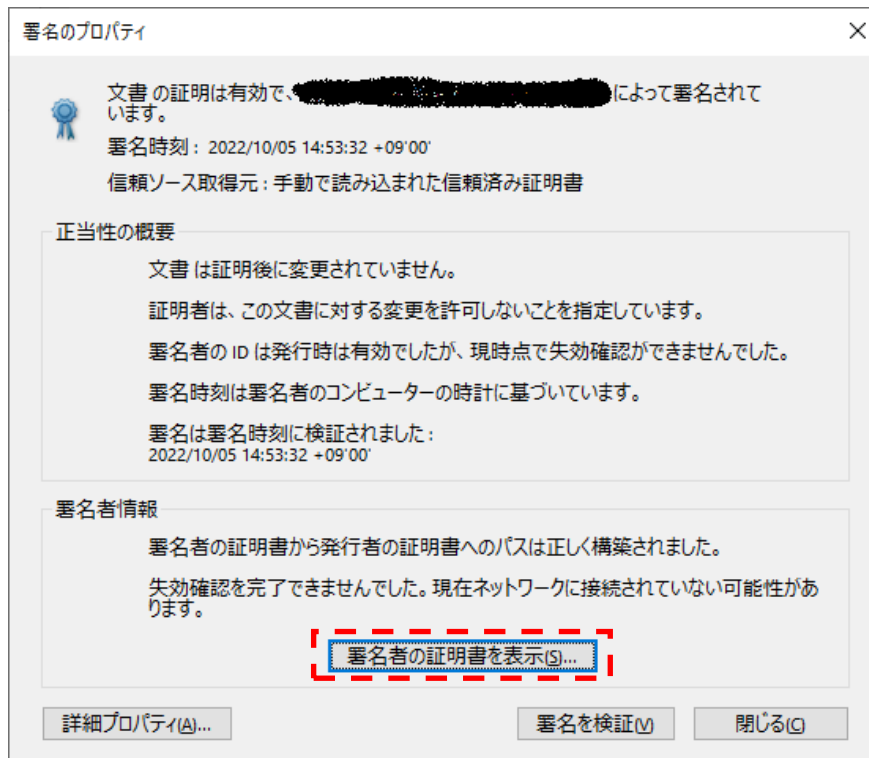 署名のプロパティ
文書 の証明は有効で、によって署名されて
います。
署名時刻 : 2022/10/05 14:53:32 +09'00'
信頼ソース取得元 : 手動で読み込まれた信頼済み証明書
正当性の概要
文書 は証明後に変更されていません。
証明者は、この文書に対する変更を許可しないことを指定しています。
署名者の ID は発行時は有効でしたが、現時点で失効確認ができませんでした。
署名時刻は署名者のコンピューターの時計に基づいています。
署名は署名時刻に検証されました :
2022/10/05 14:53:32 +09'00'
署名者情報
署名者の証明書から発行者の証明書へのパスは正しく構築されました。
失効確認を完了できませんでした。現在ネットワークに接続されていない可能性があ
ります。
署名者の証明書を表示(S)...
詳細プロパティ(A)... 署名を検証(V) 閉じる(C)